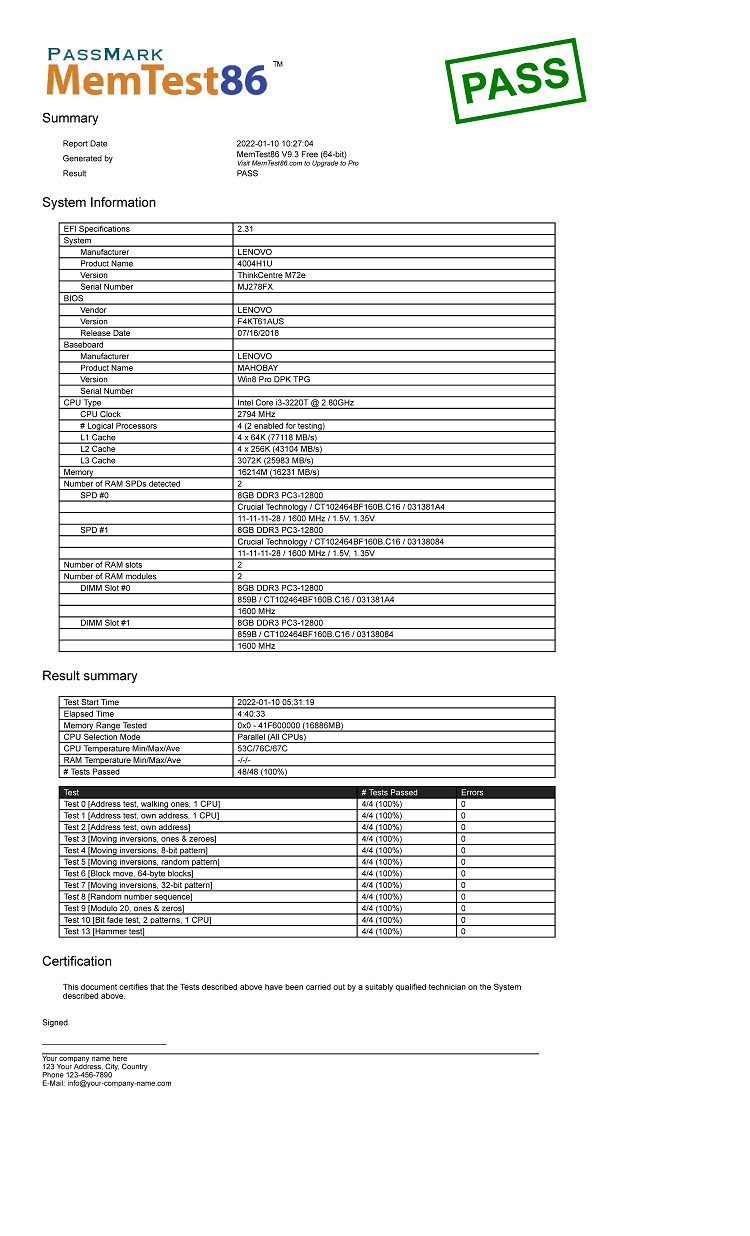 PASSMARK
MemTest86 ™
PASS
Summary
Report Date 2022-01-10 10:27:04
Generated by MemTest86 V9.3 Free (64-bit)
Visit MemTest86.com to Upgrade to Pro
Result PASS
System Information
EFI Specifications 2.31
System
Manufacturer LENOVO
Product Name 4004H1U
Version ThinkCentre M72e
Serial Number MJ278FX
BIOS
Vendor LENOVO
Version F4KT61AUS
Release Date 07/16/2018
Baseboard
Manufacturer LENOVO
Product Name MAHOBAY
Version Win8 Pro DPK TPG
Serial Number
CPU Type Intel Core i3-3220T @ 2.80GHz
CPU Clock 2794 MHz
# Logical Processors 4 (2 enabled for testing)
L1 Cache 4 x 64K (77118 MB/s)
L2 Cache 4 x 256K (43104 MB/s)
L3 Cache 3072K (25983 MB/s)
Memory 16214M (16231 MB/s)
Number of RAM SPDs detected 2
SPD #0 8GB DDR3 PC3-12800
Crucial Technology / CT102464BF160B.C16 / 031381A4
11-11-11-28 / 1600 MHz / 1.5V, 1.35V
SPD #1 8GB DDR3 PC3-12800
Crucial Technology / CT102464BF160B.C16 / 03138084
11-11-11-28 / 1600 MHz / 1.5V, 1.35V
Number of RAM slots 2
Number of RAM modules 2
DIMM Slot #0 8GB DDR3 PC3-12800
859B / CT102464BF160B.C16 / 031381A4
1600 MHz
DIMM Slot #1 8GB DDR3 PC3-12800
859B / CT102464BF160B.C16 / 03138084
1600 MHz
Result summary
Test Start Time 2022-01-10 05:31:19
Elapsed Time 4:40:33
Memory Range Tested 0x0 - 41F600000 (16886MB)
CPU Selection Mode Parallel (All CPUs)
CPU Temperature Min/Max/Ave 53C/76C/67C
RAM Temperature Min/Max/Ave -/-/-
# Tests Passed 48/48 (100%)
Test # Tests Passed Errors
Test 0 [Address test, walking ones, 1 CPU] 4/4 (100%) 0
Test 1 [Address test, own address, 1 CPU] 4/4 (100%) 0
Test 2 [Address test, own address] 4/4 (100%) 0
Test 3 [Moving inversions, ones & zeroes] 4/4 (100%) 0
Test 4 [Moving inversions, 8-bit pattern] 4/4 (100%) 0
Test 5 [Moving inversions, random pattern] 4/4 (100%) 0
Test 6 [Block move, 64-byte blocks] 4/4 (100%) 0
Test 7 [Moving inversions, 32-bit pattern] 4/4 (100%) 0
Test 8 [Random number sequence] 4/4 (100%) 0
Test 9 [Modulo 20, ones & zeros] 4/4 (100%) 0
Test 10 [Bit fade test, 2 patterns, 1 CPU] 4/4 (100%) 0
Test 13 [Hammer test] 4/4 (100%) 0
Certification
This document certifies that the Tests described above have been carried out by a suitably qualified technician on the System
described above.
Signed
Your company name here
123 Your Address, City, Country
Phone 123-456-7890
E-Mail: info@your-company-name.com